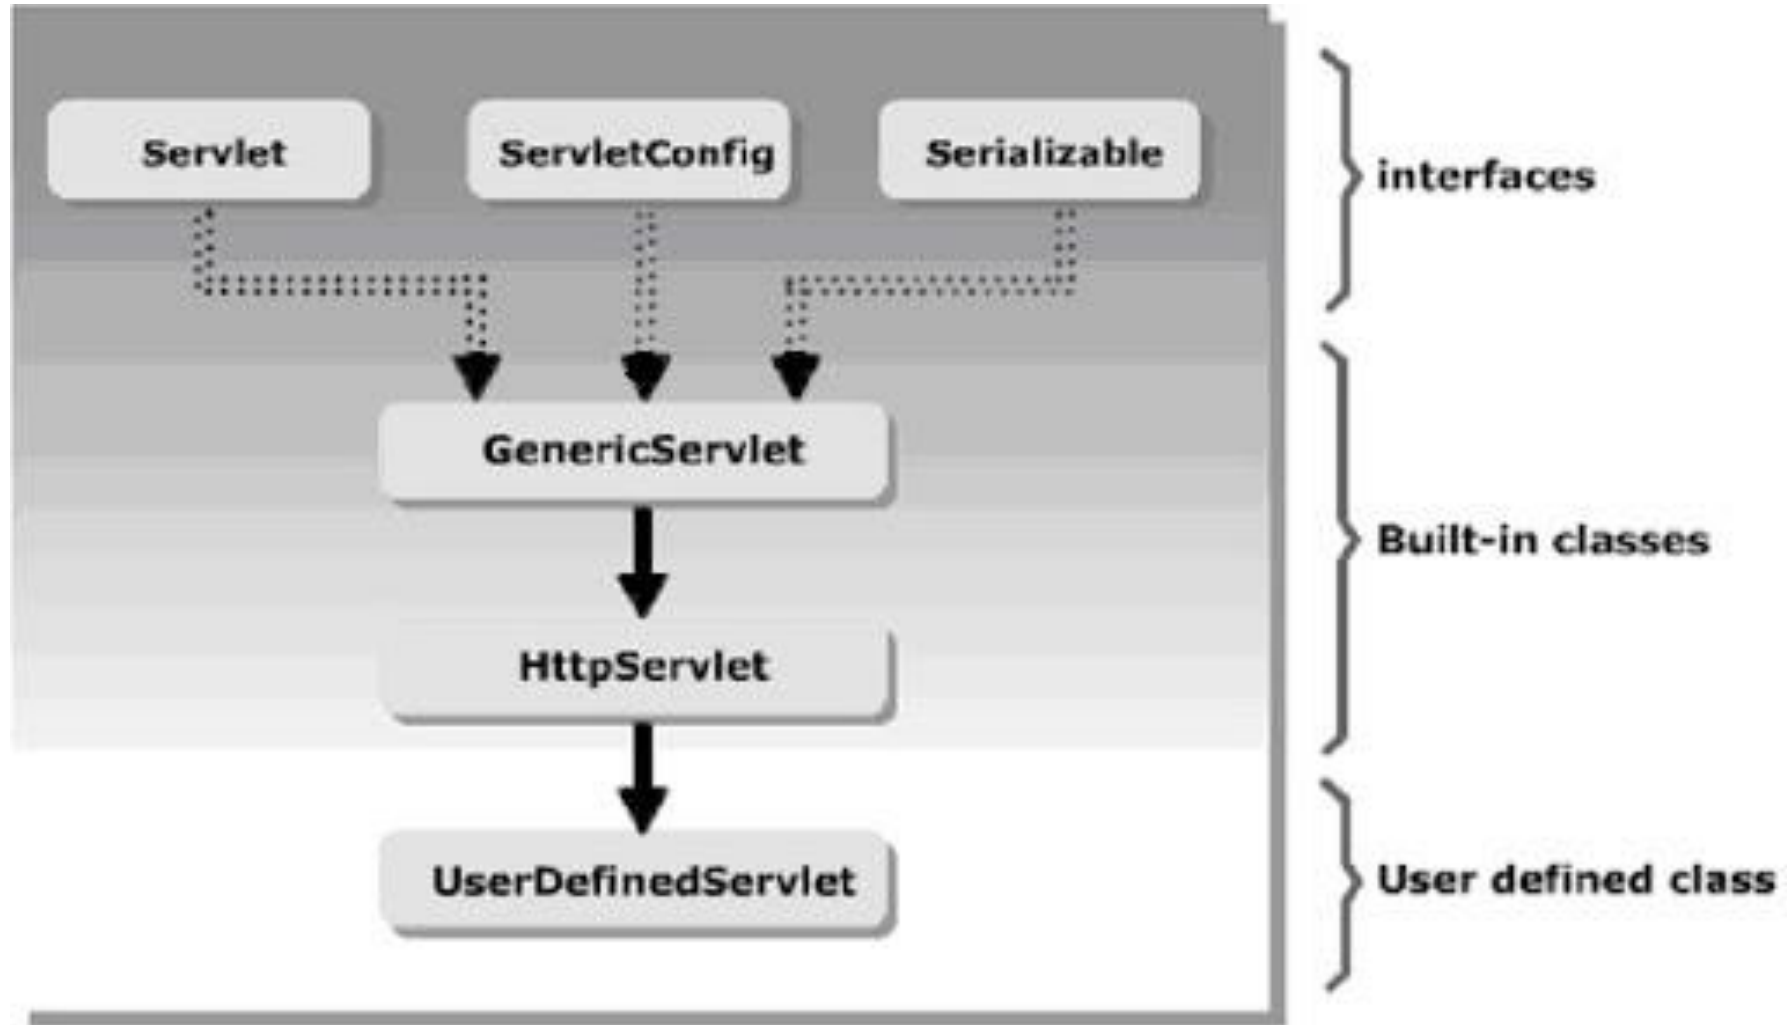 Servlet
ServletConfig
Serializable
interfaces
GenericServlet
Built-in classes
HttpServlet
UserDefinedServlet
User defined class